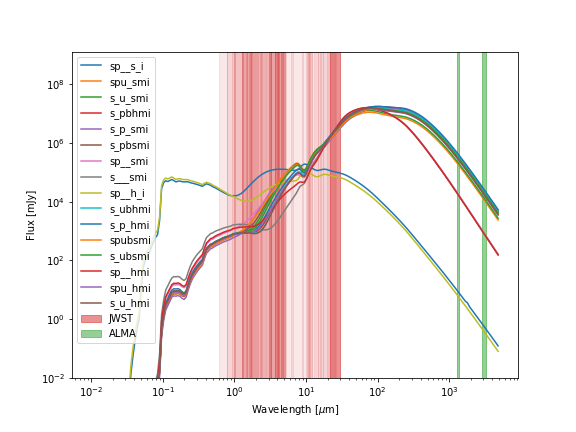 sp__s_i
spu_smi
s_u_smi
s_pbhmi
s_p_smi
s_pbsmi
sp__smi
s___smi
sp__h_i
s_ubhmi
s_p_hmi
spubsmi
s_ubsmi
sp__hmi
spu_hmi
s_u_hmi
JWST
ALMA
Flux [mJy]
10⁸
10⁶
10⁴
10²
10⁰
10⁻²
10⁻² 10⁻¹ 10⁰ 10¹ 10² 10³
Wavelength [μm]